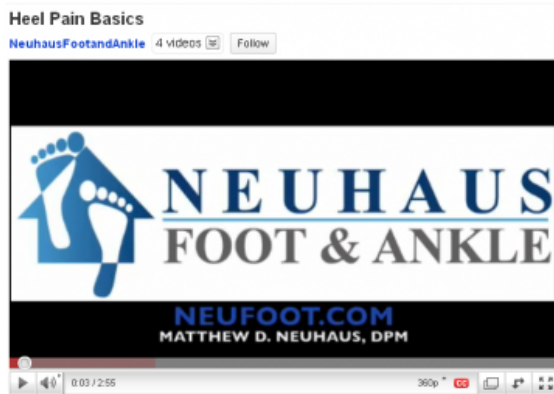 Heel Pain Basics
NeuhausFootandAnkle 4 videos Follow
NEUHAUS
FOOT & ANKLE
NEUFOOT.COM
MATTHEW D. NEUHAUS, DPM
0:03 / 2:55 360p CC